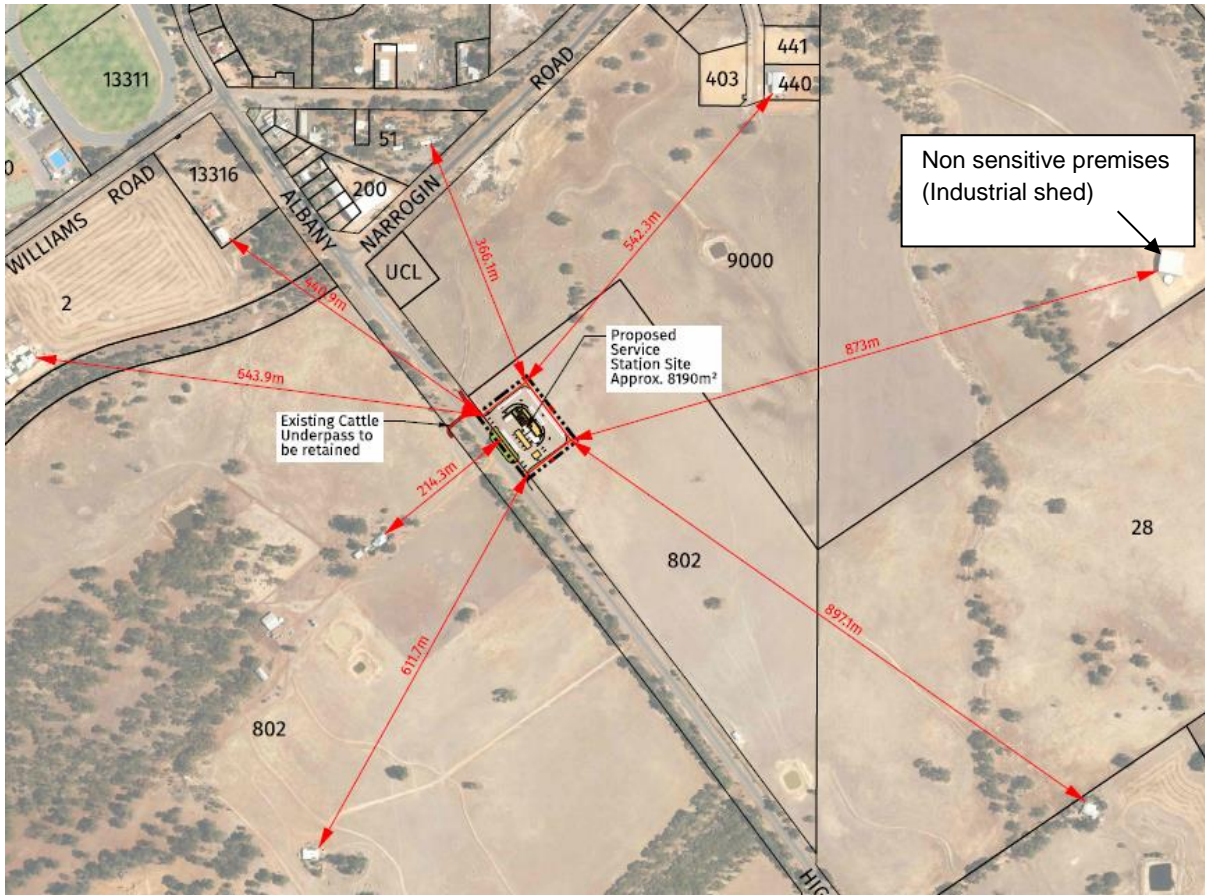 13311
441
440
403
51
200
13316
NARROGIN ROAD
ALBANY
WILLIAMS ROAD
2
0
UCL
Non sensitive premises
(Industrial shed)
366.1m
542.3m
9000
643.9m
873m
Proposed
Service
Station Site
Approx. 8190m²
Existing Cattle
Underpass to
be retained
214.3m
802
28
897.1m
611.7m
802
HIG